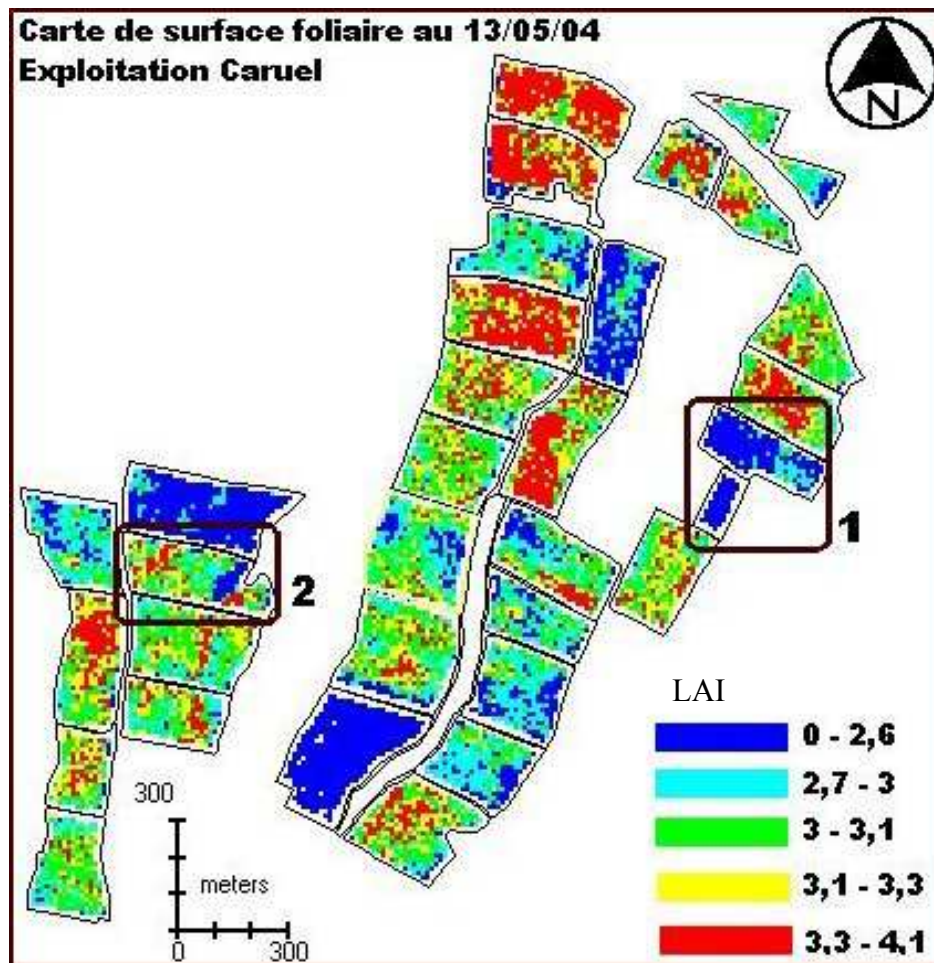 Carte de surface foliaire au 13/05/04
Exploitation Caruel
N
1
2
LAI
0 - 2,6
2,7 - 3
3 - 3,1
3,1 - 3,3
3,3 - 4,1
300
meters
0 300